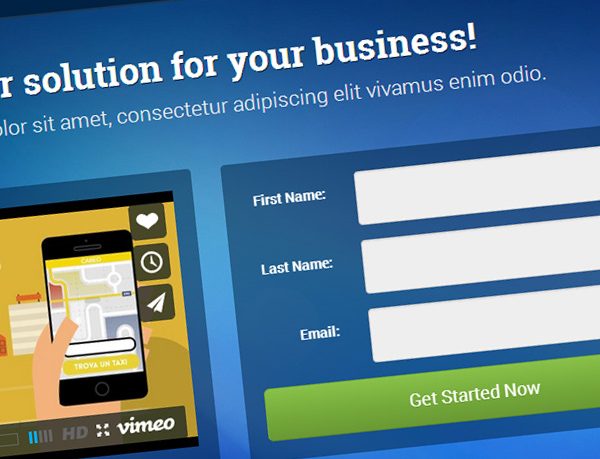 r solution for your business!
olor sit amet, consectetur adipiscing elit vivamus enim odio.
First Name:
Last Name:
Email:
Get Started Now
CABEO
TROVA UN TAXI
HD
vimeo